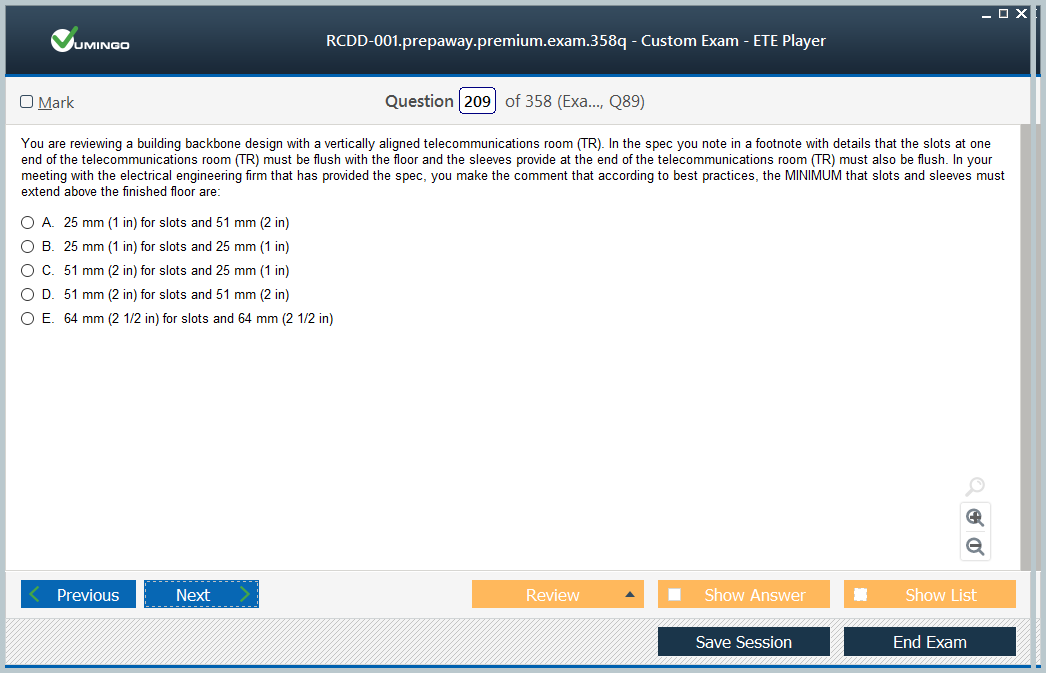 VUMINGO
RCDD-001.prepaway.premium.exam.358q - Custom Exam - ETE Player
Mark
Question 209 of 358 (Exa..., Q89)
You are reviewing a building backbone design with a vertically aligned telecommunications room (TR). In the spec you note in a footnote with details that the slots at one
end of the telecommunications room (TR) must be flush with the floor and the sleeves provide at the end of the telecommunications room (TR) must also be flush. In your
meeting with the electrical engineering firm that has provided the spec, you make the comment that according to best practices, the MINIMUM that slots and sleeves must
extend above the finished floor are:
A. 25 mm (1 in) for slots and 51 mm (2 in)
B. 25 mm (1 in) for slots and 25 mm (1 in)
C. 51 mm (2 in) for slots and 25 mm (1 in)
D. 51 mm (2 in) for slots and 51 mm (2 in)
E. 64 mm (2 1/2 in) for slots and 64 mm (2 1/2 in)
Previous
Next
Review
Show Answer
Show List
Save Session
End Exam